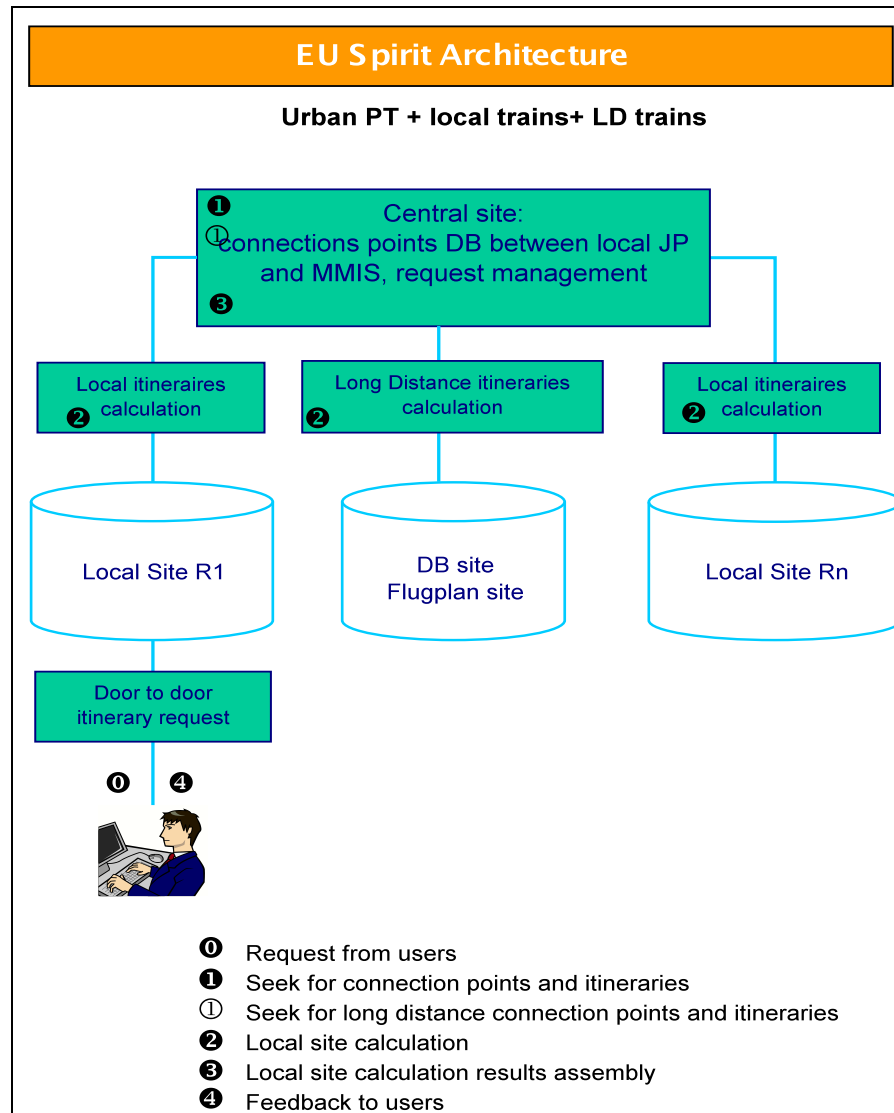 EU Spirit Architecture
Urban PT + local trains+ LD trains
❶
Central site:
①
connections points DB between local JP
and MMIS, request management
❸
Local itineraires
calculation
❷
Long Distance itineraries
calculation
❷
Local itineraires
calculation
❷
Local Site R1
DB site
Flugplan site
Local Site Rn
Door to door
itinerary request
⓿ ❹
⓿ Request from users
❶ Seek for connection points and itineraries
① Seek for long distance connection points and itineraries
❷ Local site calculation
❸ Local site calculation results assembly
❹ Feedback to users